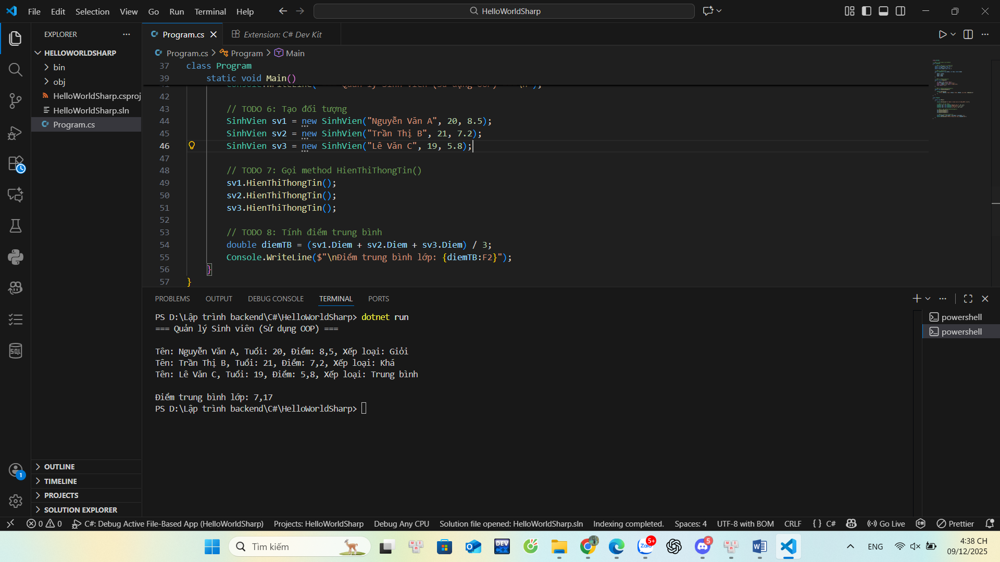 File Edit Selection View Go Run Terminal Help
HelloWorldSharp
EXPLORER
Program.cs
Extension: C# Dev Kit
HELLOWORLDSHARP
bin
obj
HelloWorldSharp.csproj
HelloWorldSharp.sln
Program.cs
Program.cs > Program > Main
37 class Program
39 static void Main()
42
43 // TODO 6: Tạo đối tượng
44 SinhVien sv1 = new SinhVien("Nguyễn Văn A", 20, 8.5);
45 SinhVien sv2 = new SinhVien("Trần Thị B", 21, 7.2);
46 SinhVien sv3 = new SinhVien("Lê Văn C", 19, 5.8);
47
48 // TODO 7: Gọi method HienThiThongTin()
49 sv1.HienThiThongTin();
50 sv2.HienThiThongTin();
51 sv3.HienThiThongTin();
52
53 // TODO 8: Tính điểm trung bình
54 double diemTB = (sv1.Diem + sv2.Diem + sv3.Diem) / 3;
55 Console.WriteLine($"\nĐiểm trung bình lớp: {diemTB:F2}");
56 }
57 }
PROBLEMS OUTPUT DEBUG CONSOLE TERMINAL PORTS
PS D:\Lập trình backend\C#\HelloWorldSharp> dotnet run
=== Quản lý Sinh viên (Sử dụng OOP) ===
Tên: Nguyễn Văn A, Tuổi: 20, Điểm: 8,5, Xếp loại: Giỏi
Tên: Trần Thị B, Tuổi: 21, Điểm: 7,2, Xếp loại: Khá
Tên: Lê Văn C, Tuổi: 19, Điểm: 5,8, Xếp loại: Trung bình
Điểm trung bình lớp: 7,17
PS D:\Lập trình backend\C#\HelloWorldSharp>
powershell
powershell
OUTLINE
TIMELINE
PROJECTS
SOLUTION EXPLORER
1
SQL
0 0 C#: Debug Active File-Based App (HelloWorldSharp) Projects: HelloWorldSharp Debug Any CPU Solution file opened: HelloWorldSharp.sln Indexing completed. Spaces: 4 UTF-8 with BOM CRLF { } C# Go Live Prettier
Tìm kiếm
DEV C++
Zalo
5+
5
ENG
4:38 CH
09/12/2025